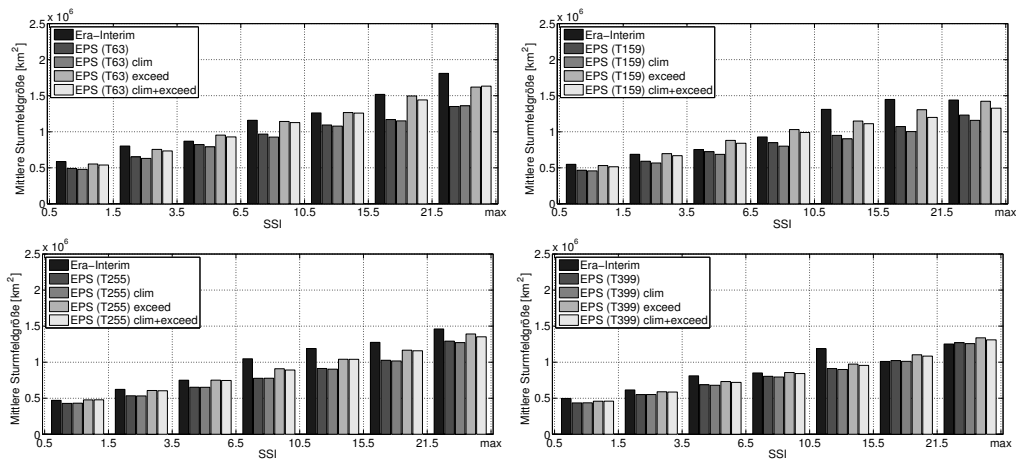 x 10^6
2.5
2
1.5
1
0.5
0
Mittlere Sturmfeldgröße [km^2]
Era−Interim
EPS (T63)
EPS (T63) clim
EPS (T63) exceed
EPS (T63) clim+exceed
0.5 1.5 3.5 6.5 10.5 15.5 21.5 max
SSI
x 10^6
2.5
2
1.5
1
0.5
0
Mittlere Sturmfeldgröße [km^2]
Era−Interim
EPS (T159)
EPS (T159) clim
EPS (T159) exceed
EPS (T159) clim+exceed
0.5 1.5 3.5 6.5 10.5 15.5 21.5 max
SSI
x 10^6
2.5
2
1.5
1
0.5
0
Mittlere Sturmfeldgröße [km^2]
Era−Interim
EPS (T255)
EPS (T255) clim
EPS (T255) exceed
EPS (T255) clim+exceed
0.5 1.5 3.5 6.5 10.5 15.5 21.5 max
SSI
x 10^6
2.5
2
1.5
1
0.5
0
Mittlere Sturmfeldgröße [km^2]
Era−Interim
EPS (T399)
EPS (T399) clim
EPS (T399) exceed
EPS (T399) clim+exceed
0.5 1.5 3.5 6.5 10.5 15.5 21.5 max
SSI